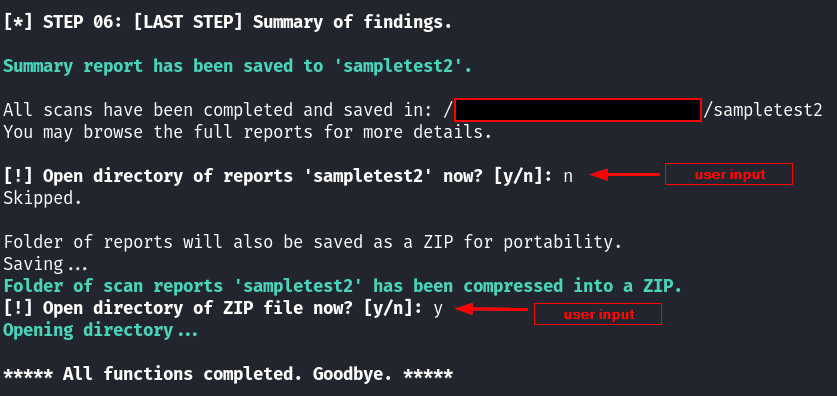 [*] STEP 06: [LAST STEP] Summary of findings.
Summary report has been saved to 'sampletest2'.
All scans have been completed and saved in: / /sampletest2
You may browse the full reports for more details.
[!] Open directory of reports 'sampletest2' now? [y/n]: n user input
Skipped.
Folder of reports will also be saved as a ZIP for portability.
Saving...
Folder of scan reports 'sampletest2' has been compressed into a ZIP.
[!] Open directory of ZIP file now? [y/n]: y user input
Opening directory...
***** All functions completed. Goodbye. *****